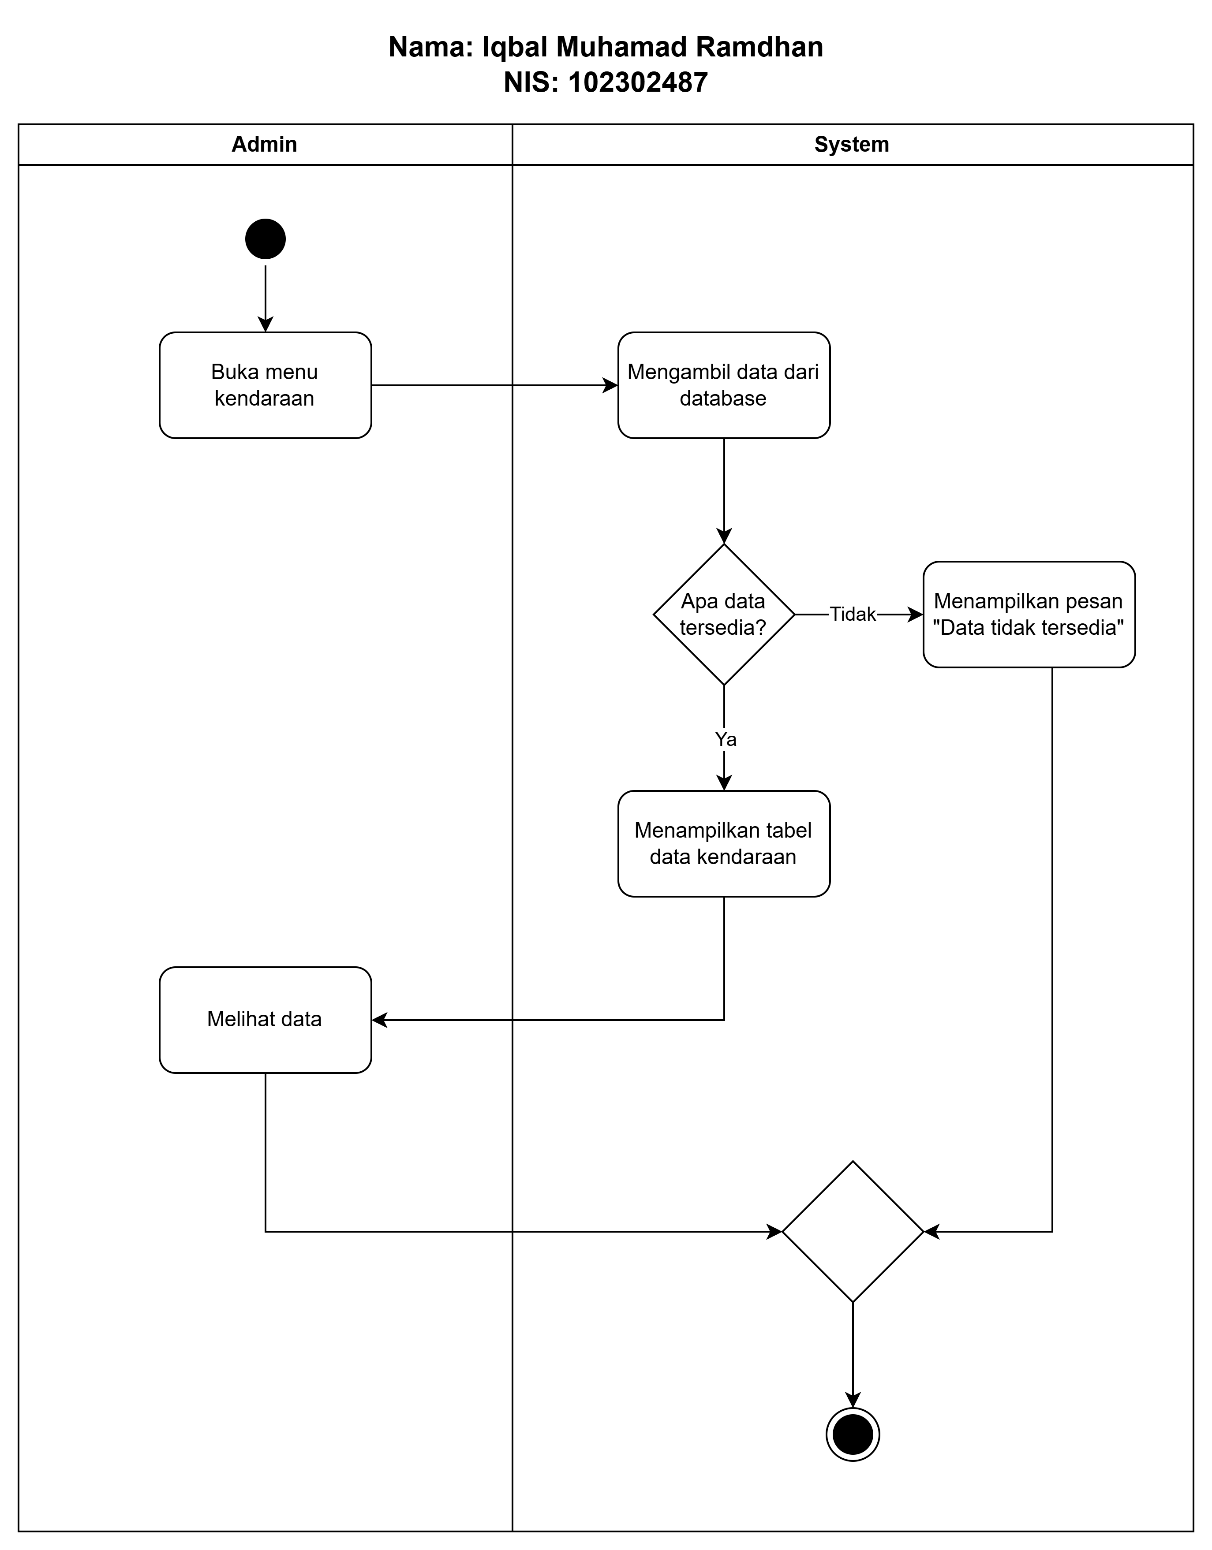 Nama: Iqbal Muhamad Ramdhan
NIS: 102302487
Admin
System
Buka menu
kendaraan
Mengambil data dari
database
Apa data
tersedia?
Tidak
Menampilkan pesan
"Data tidak tersedia"
Ya
Menampilkan tabel
data kendaraan
Melihat data